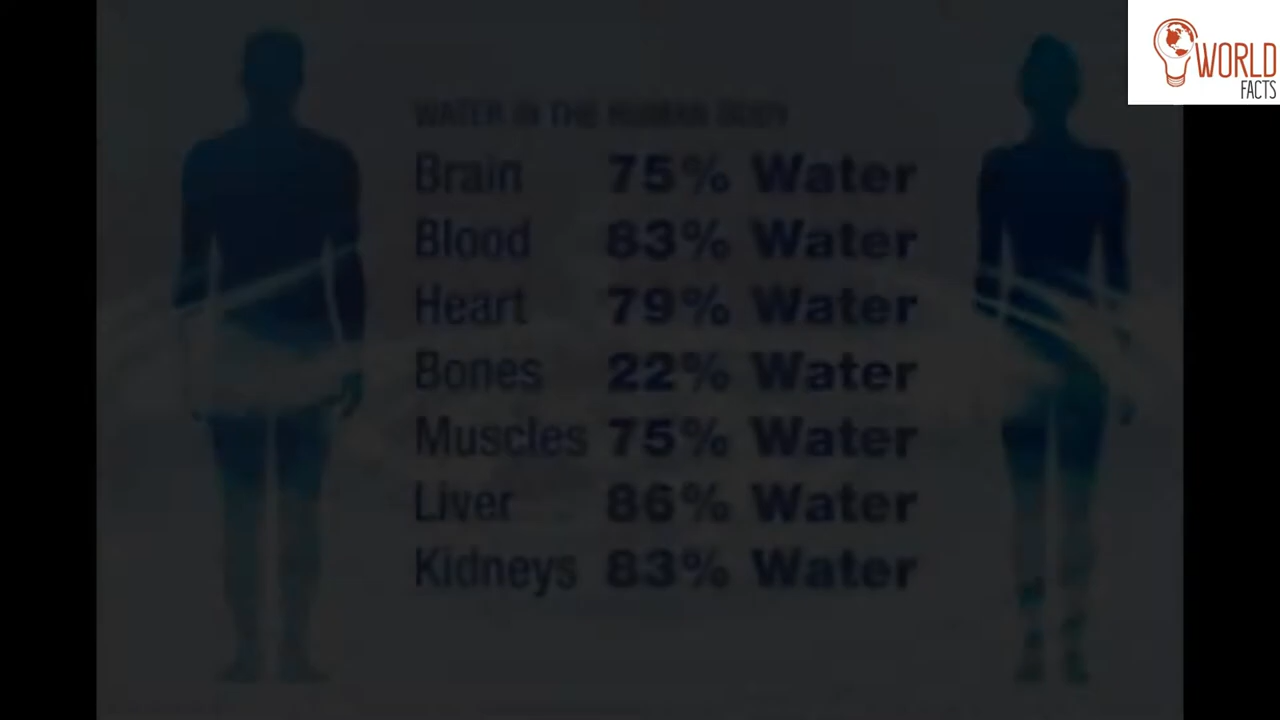 WORLD
FACTS
WATER IN THE HUMAN BODY
Brain 75% Water
Blood 83% Water
Heart 79% Water
Bones 22% Water
Muscles 75% Water
Liver 86% Water
Kidneys 83% Water